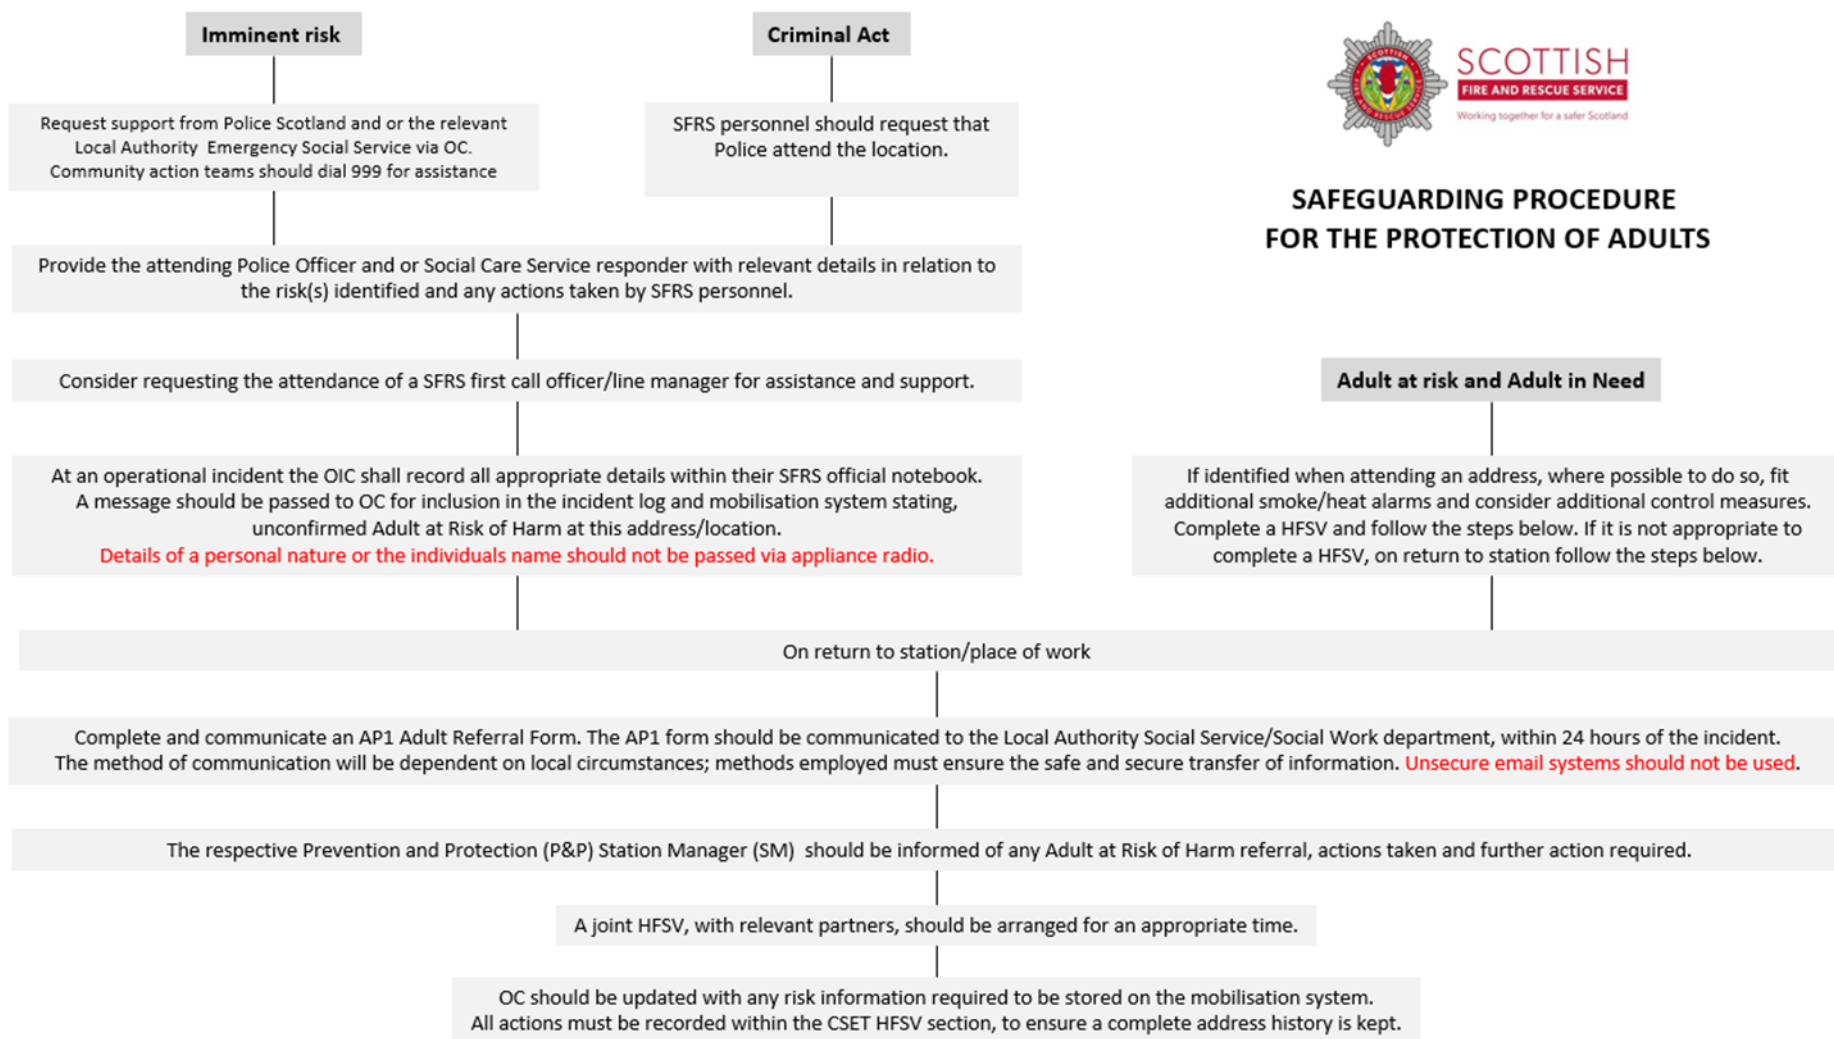 Imminent risk
Criminal Act
SCOTTISH
SCOTTISH
FIRE AND RESCUE SERVICE
FIRE AND RESCUE SERVICE
Working together for a safer Scotland
Request support from Police Scotland and or the relevant
Local Authority Emergency Social Service via OC.
Community action teams should dial 999 for assistance
SFRS personnel should request that
Police attend the location.
SAFEGUARDING PROCEDURE
FOR THE PROTECTION OF ADULTS
Provide the attending Police Officer and or Social Care Service responder with relevant details in relation to
the risk(s) identified and any actions taken by SFRS personnel.
Consider requesting the attendance of a SFRS first call officer/line manager for assistance and support.
Adult at risk and Adult in Need
At an operational incident the OIC shall record all appropriate details within their SFRS official notebook.
A message should be passed to OC for inclusion in the incident log and mobilisation system stating,
unconfirmed Adult at Risk of Harm at this address/location.
Details of a personal nature or the individuals name should not be passed via appliance radio.
If identified when attending an address, where possible to do so, fit
additional smoke/heat alarms and consider additional control measures.
Complete a HFSV and follow the steps below. If it is not appropriate to
complete a HFSV, on return to station follow the steps below.
On return to station/place of work
Complete and communicate an AP1 Adult Referral Form. The AP1 form should be communicated to the Local Authority Social Service/Social Work department, within 24 hours of the incident.
The method of communication will be dependent on local circumstances; methods employed must ensure the safe and secure transfer of information. Unsecure email systems should not be used.
The respective Prevention and Protection (P&P) Station Manager (SM) should be informed of any Adult at Risk of Harm referral, actions taken and further action required.
A joint HFSV, with relevant partners, should be arranged for an appropriate time.
OC should be updated with any risk information required to be stored on the mobilisation system.
All actions must be recorded within the CSET HFSV section, to ensure a complete address history is kept.